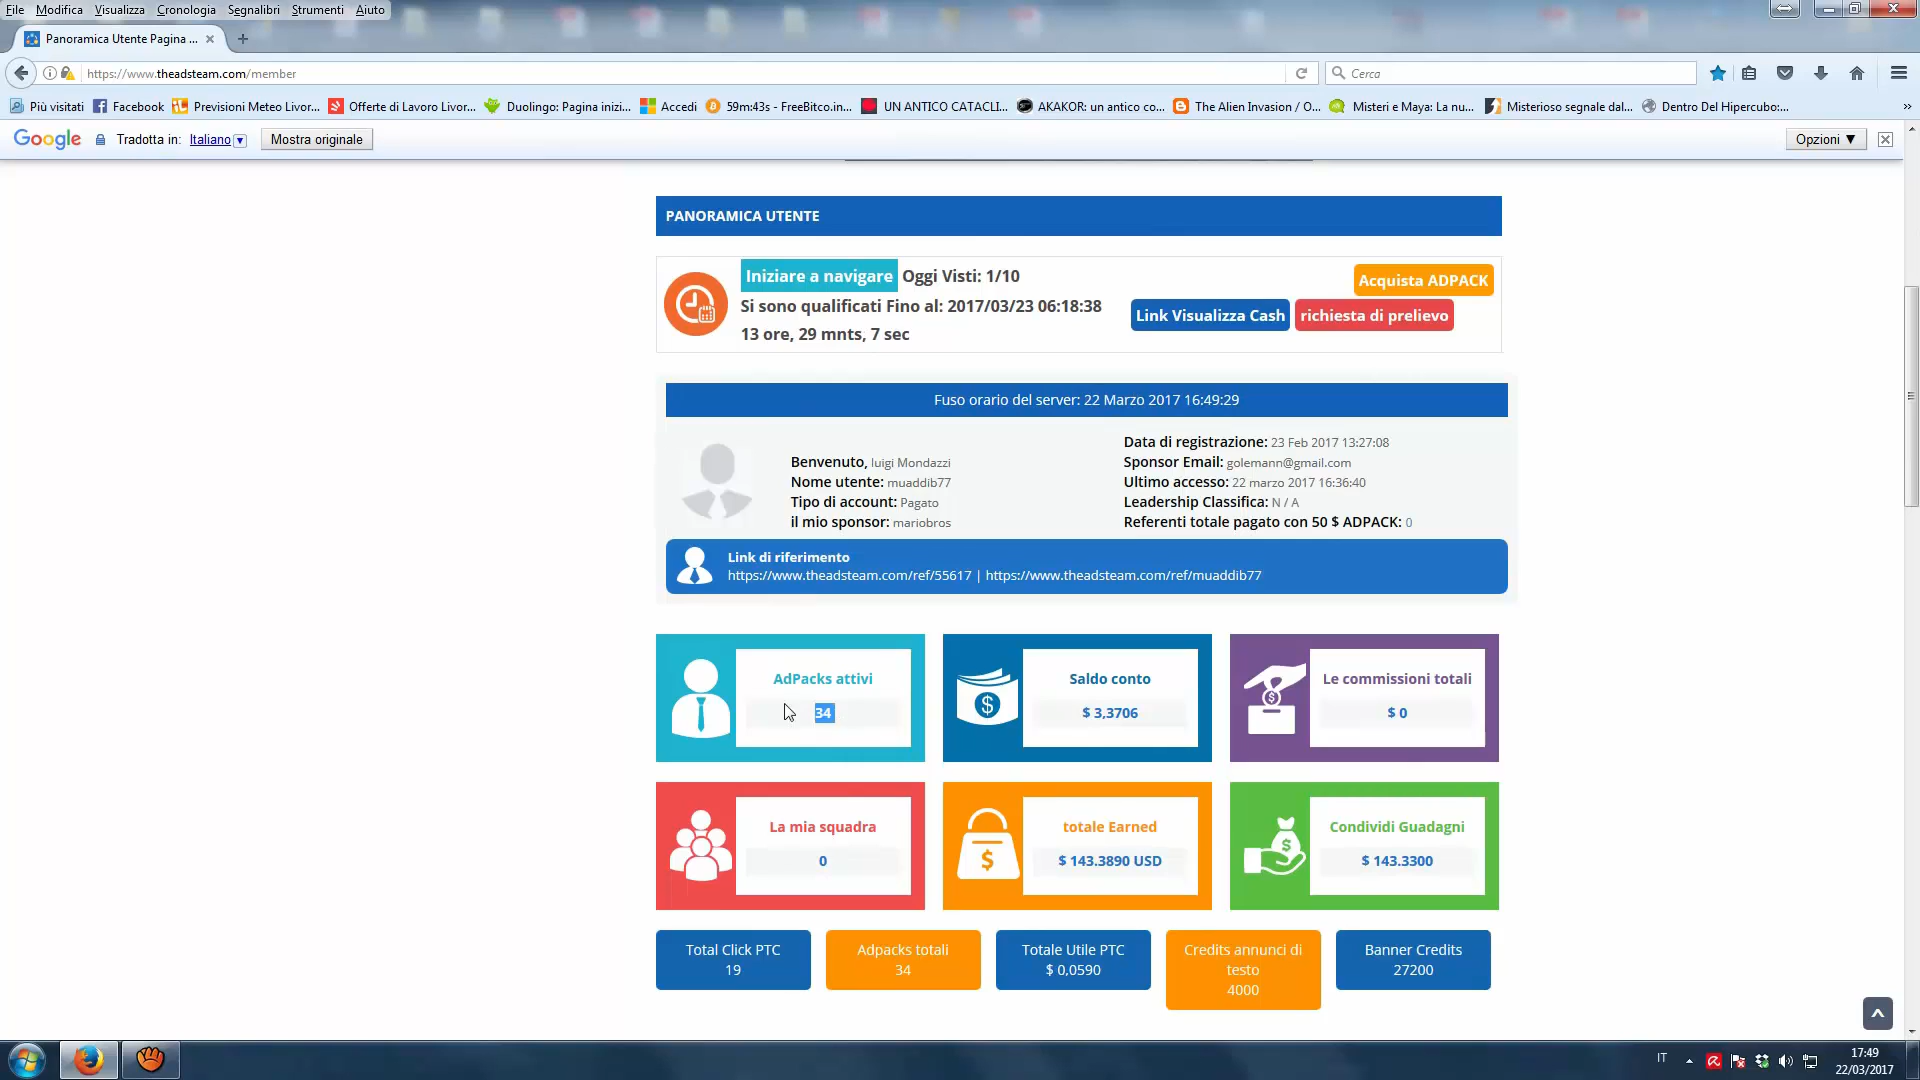 File Modifica Visualizza Cronologia Segnalibri Strumenti Aiuto
Panoramica Utente Pagina ...
https://www.theadsteam.com/member
Cerca
Più visitati Facebook Previsioni Meteo Livor... Offerte di Lavoro Livor... Duolingo: Pagina inizi... Accedi 59m:43s - FreeBitco.in... UN ANTICO CATACLI... AKAKOR: un antico co... The Alien Invasion / O... Misteri e Maya: La nu... Misterioso segnale dal... Dentro Del Hipercubo:...
Google Tradotta in: Italiano Mostra originale Opzioni ▼
PANORAMICA UTENTE
Iniziare a navigare Oggi Visti: 1/10
Acquista ADPACK
Si sono qualificati Fino al: 2017/03/23 06:18:38
Link Visualizza Cash richiesta di prelievo
13 ore, 29 mnts, 7 sec
Fuso orario del server: 22 Marzo 2017 16:49:29
Benvenuto, luigi Mondazzi
Nome utente: muaddib77
Tipo di account: Pagato
il mio sponsor: mariobros
Data di registrazione: 23 Feb 2017 13:27:08
Sponsor Email: golemann@gmail.com
Ultimo accesso: 22 marzo 2017 16:36:40
Leadership Classifica: N / A
Referenti totale pagato con 50 $ ADPACK: 0
Link di riferimento
https://www.theadsteam.com/ref/55617 | https://www.theadsteam.com/ref/muaddib77
AdPacks attivi
34
Saldo conto
$ 3,3706
Le commissioni totali
$ 0
La mia squadra
0
totale Earned
$ 143.3890 USD
Condividi Guadagni
$ 143.3300
Total Click PTC
19
Adpacks totali
34
Totale Utile PTC
$ 0,0590
Credits annunci di
testo
4000
Banner Credits
27200
IT
17:49
22/03/2017